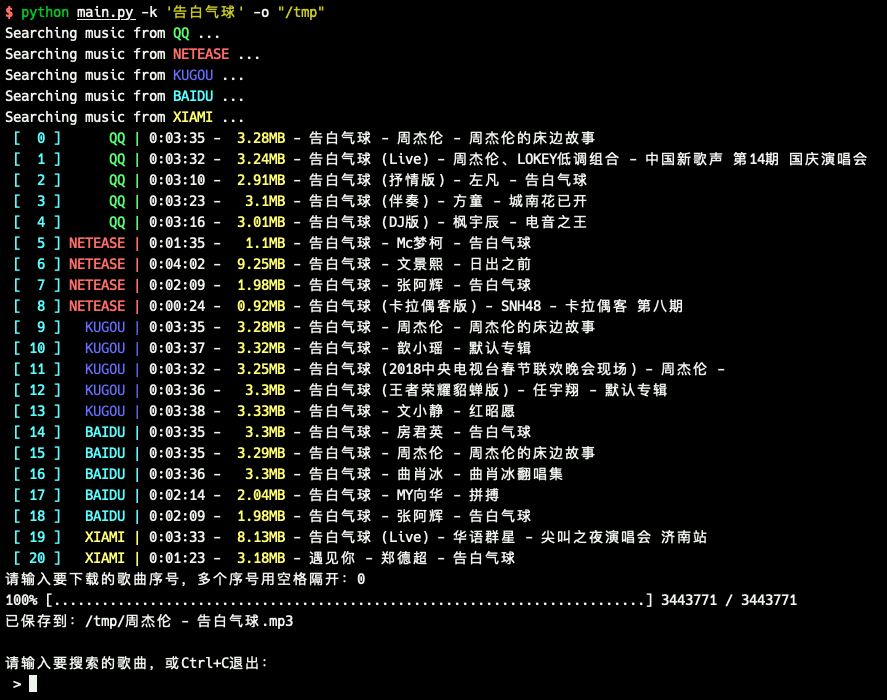 $ python main.py -k '告白气球' -o "/tmp"
Searching music from QQ ...
Searching music from NETEASE ...
Searching music from KUGOU ...
Searching music from BAIDU ...
Searching music from XIAMI ...
[ 0 ] QQ | 0:03:35 - 3.28MB - 告白气球 - 周杰伦 - 周杰伦的床边故事
[ 1 ] QQ | 0:03:32 - 3.24MB - 告白气球 (Live) - 周杰伦、LOKEY低调组合 - 中国新歌声 第14期 国庆演唱会
[ 2 ] QQ | 0:03:10 - 2.91MB - 告白气球 (抒情版) - 左凡 - 告白气球
[ 3 ] QQ | 0:03:23 - 3.1MB - 告白气球 (伴奏) - 方童 - 城南花已开
[ 4 ] QQ | 0:03:16 - 3.01MB - 告白气球 (DJ版) - 枫宇辰 - 电音之王
[ 5 ] NETEASE | 0:01:35 - 1.1MB - 告白气球 - Mc梦柯 - 告白气球
[ 6 ] NETEASE | 0:04:02 - 9.25MB - 告白气球 - 文景熙 - 日出之前
[ 7 ] NETEASE | 0:02:09 - 1.98MB - 告白气球 - 张阿辉 - 告白气球
[ 8 ] NETEASE | 0:00:24 - 0.92MB - 告白气球 (卡拉偶客版) - SNH48 - 卡拉偶客 第八期
[ 9 ] KUGOU | 0:03:35 - 3.28MB - 告白气球 - 周杰伦 - 周杰伦的床边故事
[ 10 ] KUGOU | 0:03:37 - 3.32MB - 告白气球 - 歆小瑶 - 默认专辑
[ 11 ] KUGOU | 0:03:32 - 3.25MB - 告白气球 (2018中央电视台春节联欢晚会现场) - 周杰伦 -
[ 12 ] KUGOU | 0:03:36 - 3.3MB - 告白气球 (王者荣耀貂蝉版) - 任宇翔 - 默认专辑
[ 13 ] KUGOU | 0:03:38 - 3.33MB - 告白气球 - 文小静 - 红昭愿
[ 14 ] BAIDU | 0:03:35 - 3.3MB - 告白气球 - 房君英 - 告白气球
[ 15 ] BAIDU | 0:03:35 - 3.29MB - 告白气球 - 周杰伦 - 周杰伦的床边故事
[ 16 ] BAIDU | 0:03:36 - 3.3MB - 告白气球 - 曲肖冰 - 曲肖冰翻唱集
[ 17 ] BAIDU | 0:02:14 - 2.04MB - 告白气球 - MY向华 - 拼搏
[ 18 ] BAIDU | 0:02:09 - 1.98MB - 告白气球 - 张阿辉 - 告白气球
[ 19 ] XIAMI | 0:03:33 - 8.13MB - 告白气球 (Live) - 华语群星 - 尖叫之夜演唱会 济南站
[ 20 ] XIAMI | 0:01:23 - 3.18MB - 遇见你 - 郑德超 - 告白气球
请输入要下载的歌曲序号, 多个序号用空格隔开: 0
100% [..........................................................................] 3443771 / 3443771
已保存到: /tmp/周杰伦 - 告白气球.mp3
请输入要搜索的歌曲, 或Ctrl+C退出:
>